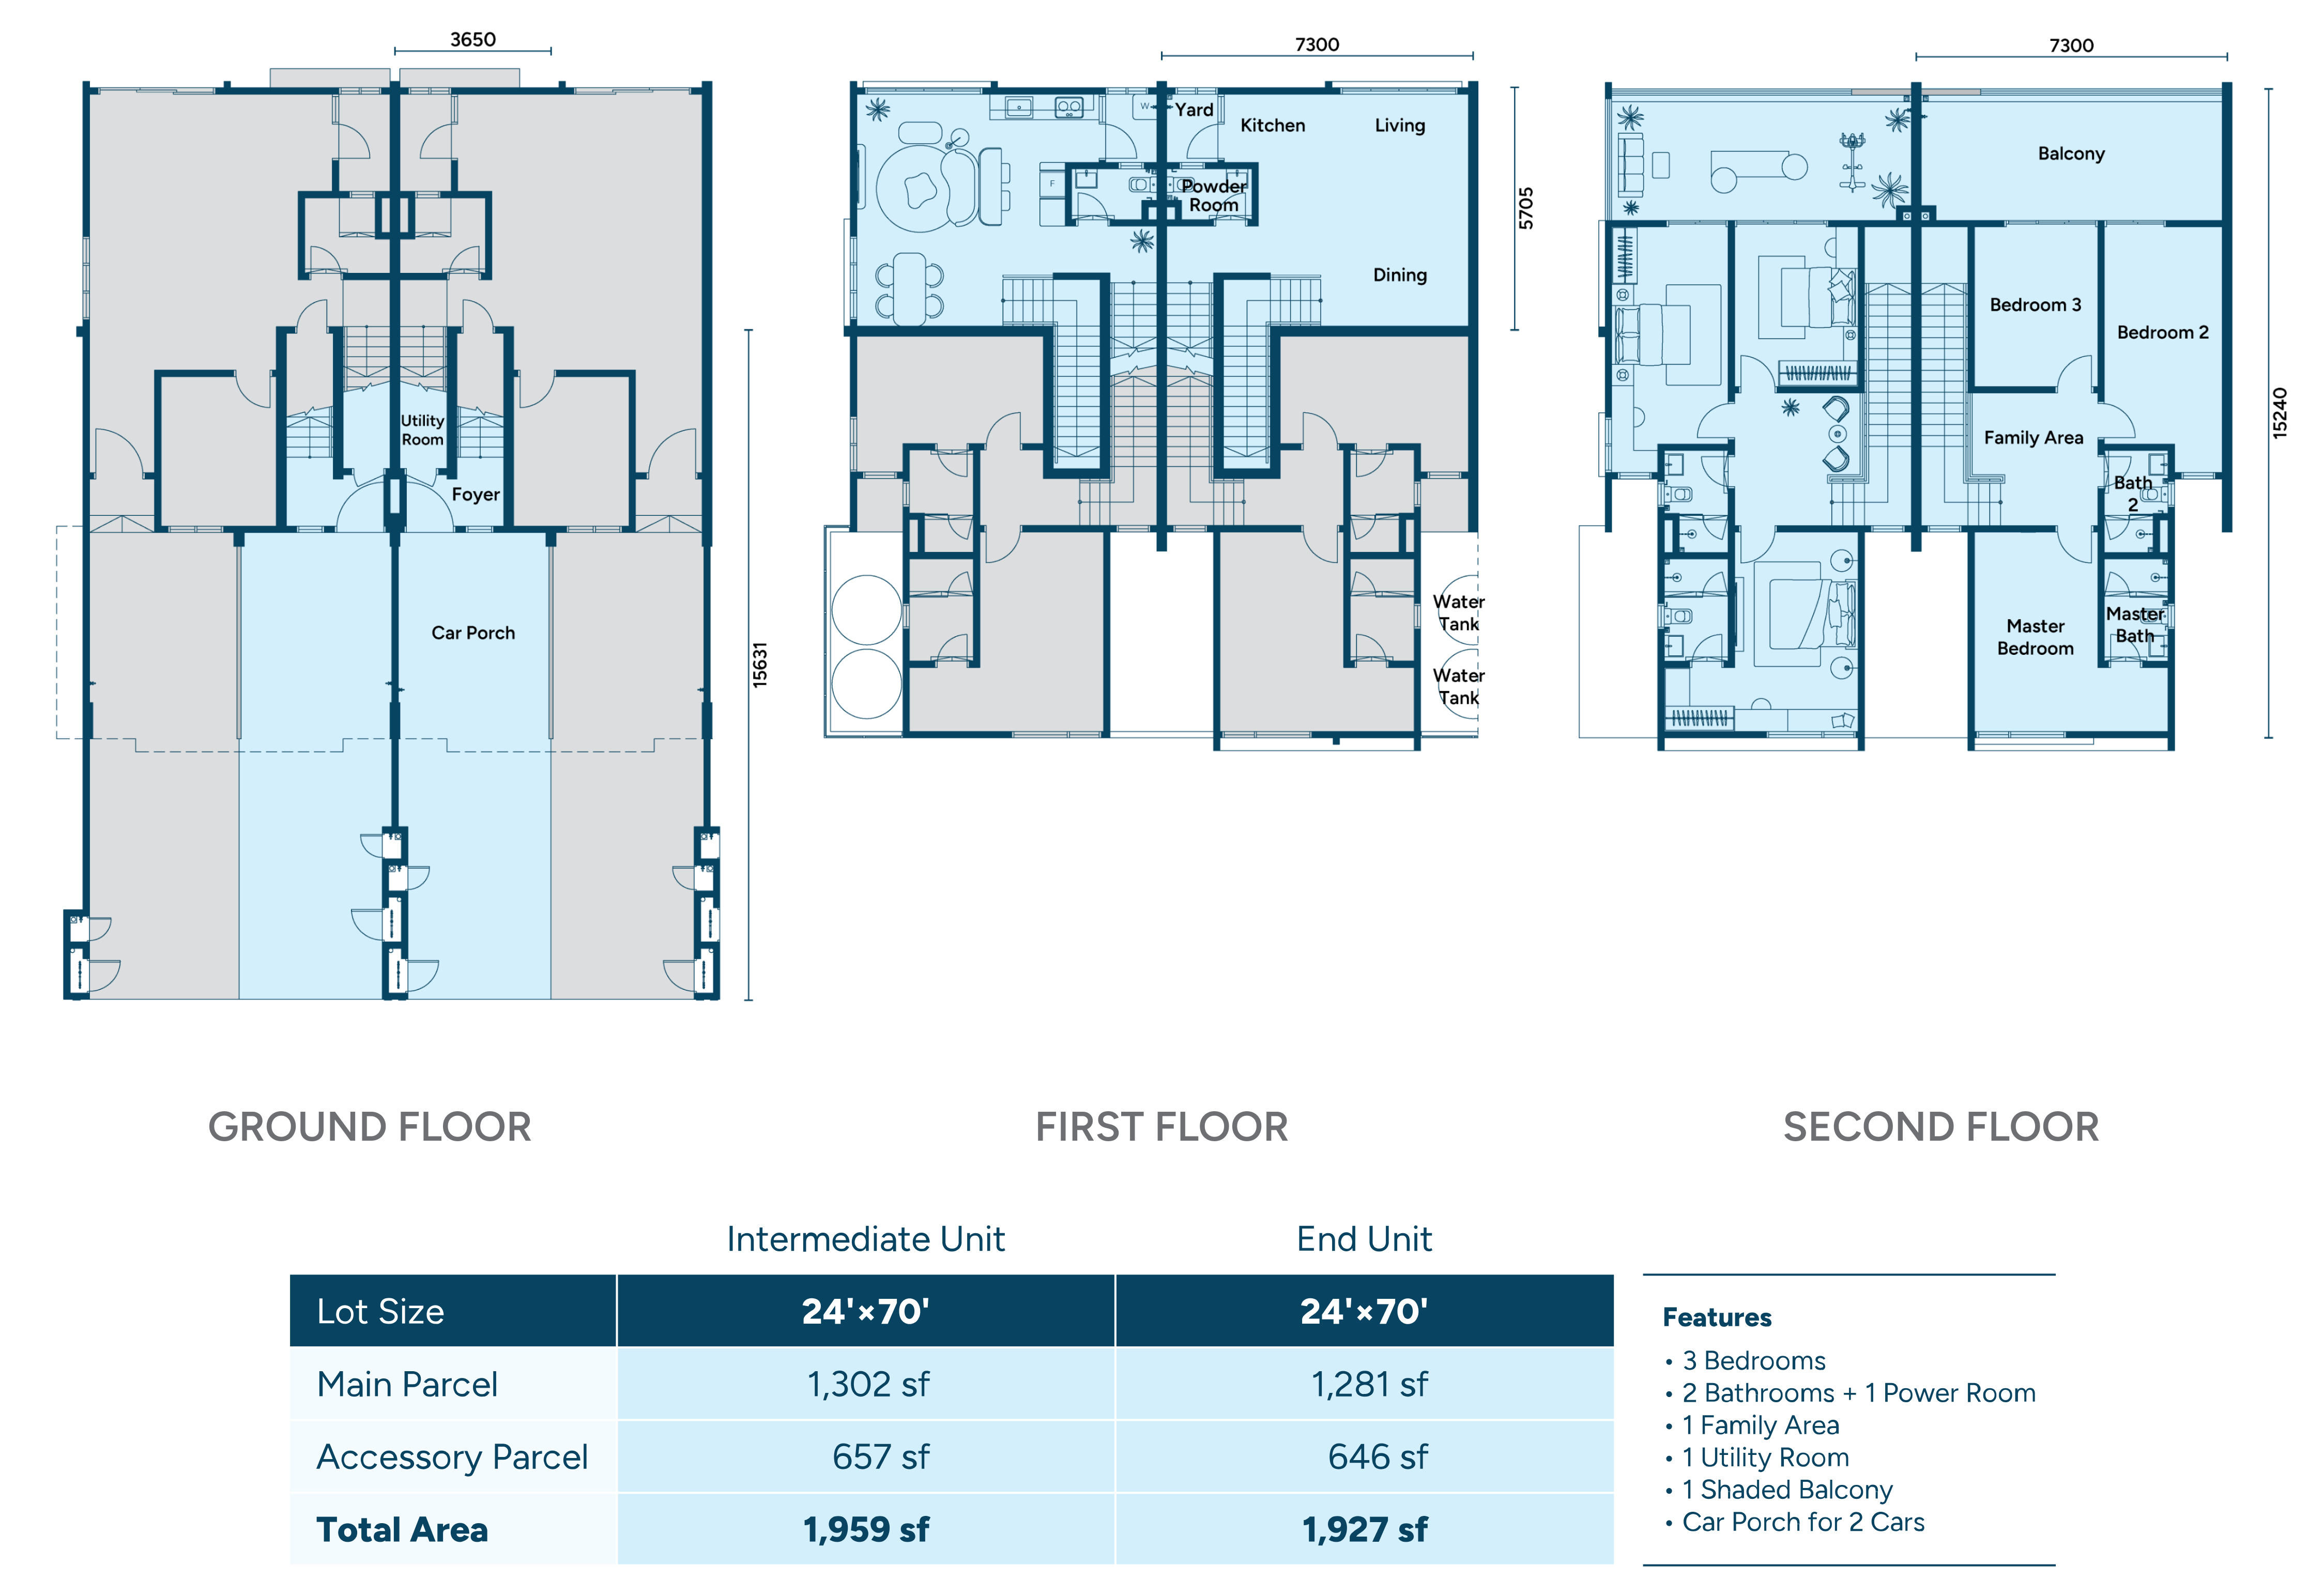 3650
Utility
Room
Foyer
Car Porch
15631
GROUND FLOOR
7300
Yard
Kitchen
Living
W
F
Powder
Room
Dining
5705
Water
Tank
Water
Tank
FIRST FLOOR
7300
Balcony
Bedroom 3
Bedroom 2
Family Area
Bath
2
Master
Bedroom
Master
Bath
15240
SECOND FLOOR
Intermediate Unit End Unit
Lot Size 24'×70' 24'×70'
Main Parcel 1,302 sf 1,281 sf
Accessory Parcel 657 sf 646 sf
Total Area 1,959 sf 1,927 sf
Features
• 3 Bedrooms
• 2 Bathrooms + 1 Power Room
• 1 Family Area
• 1 Utility Room
• 1 Shaded Balcony
• Car Porch for 2 Cars